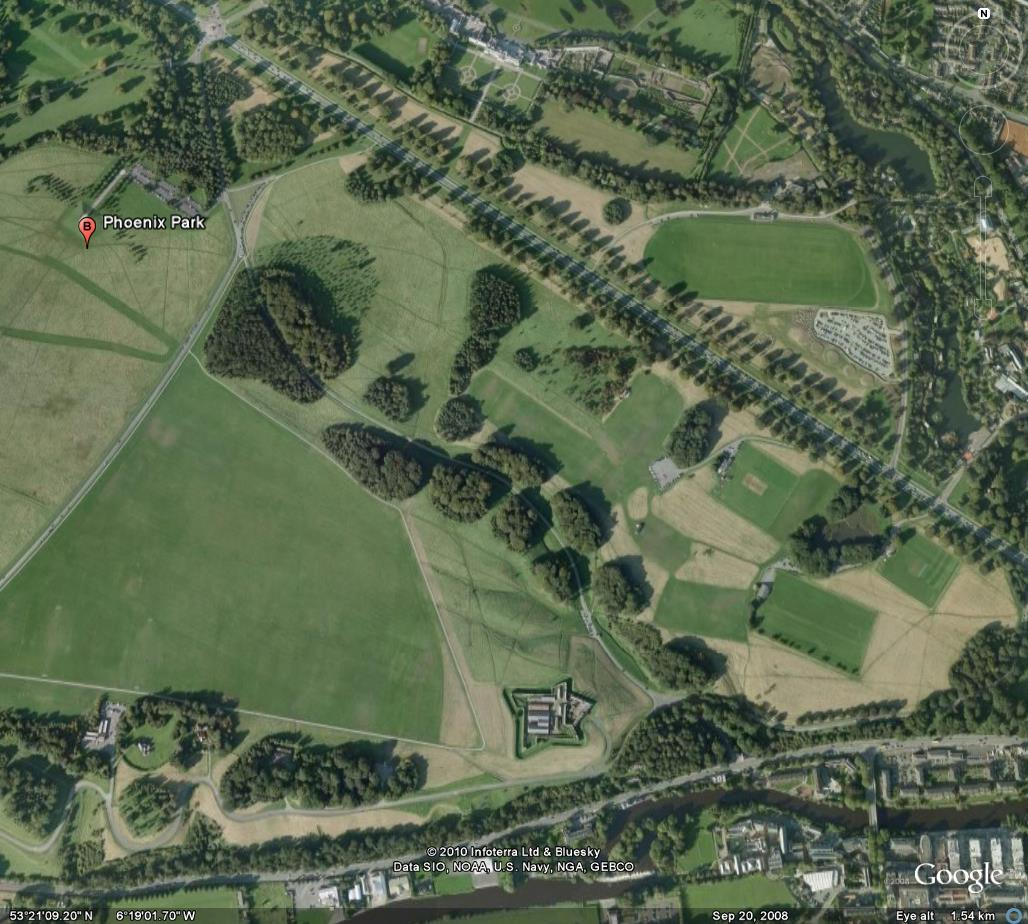 N
B
Phoenix Park
© 2010 Infoterra Ltd & Bluesky
Data SIO, NOAA, U.S. Navy, NGA, GEBCO
©2009 Google
53°21'09.20" N 6°19'01.70" W
Sep 20, 2008
Eye alt 1.54 km